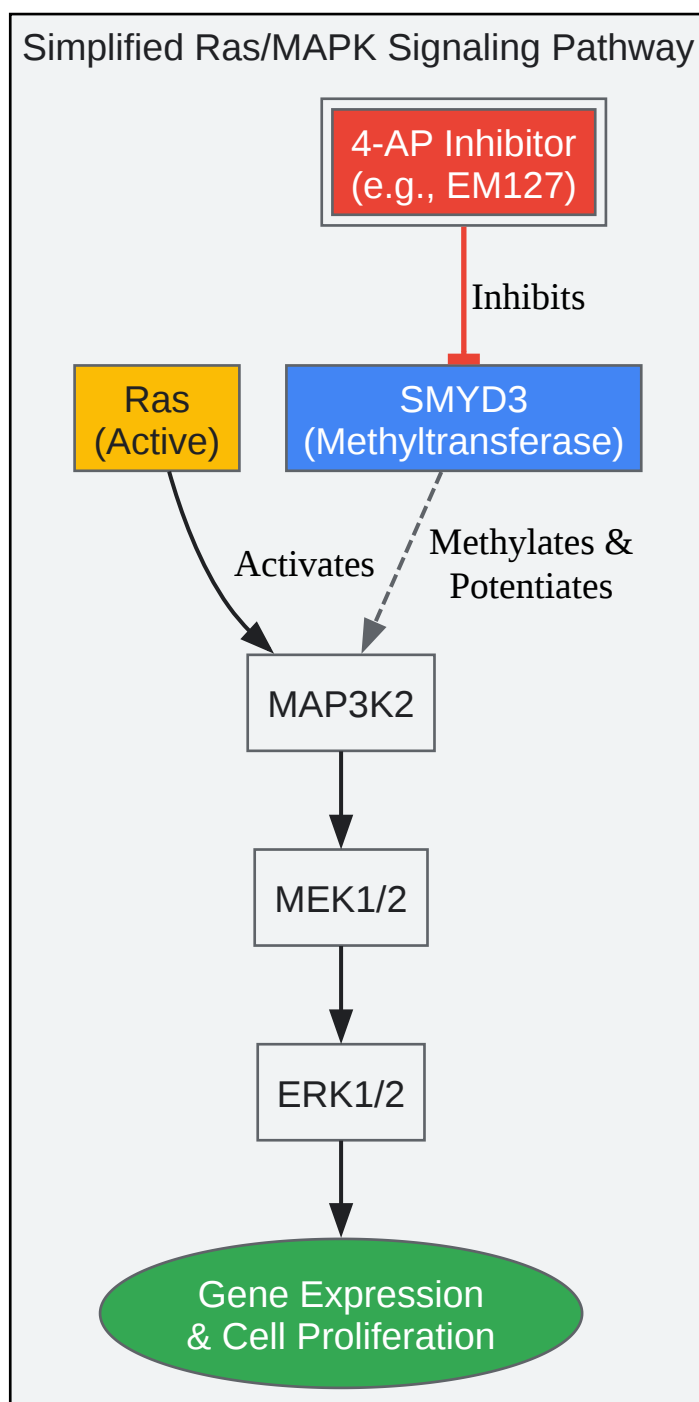 Simplified Ras/MAPK Signaling Pathway
4-AP Inhibitor
(e.g., EM127)
Inhibits
Ras
(Active)
SMYD3
(Methyltransferase)
Activates
Methylates &
Potentiates
MAP3K2
MEK1/2
ERK1/2
Gene Expression
& Cell Proliferation